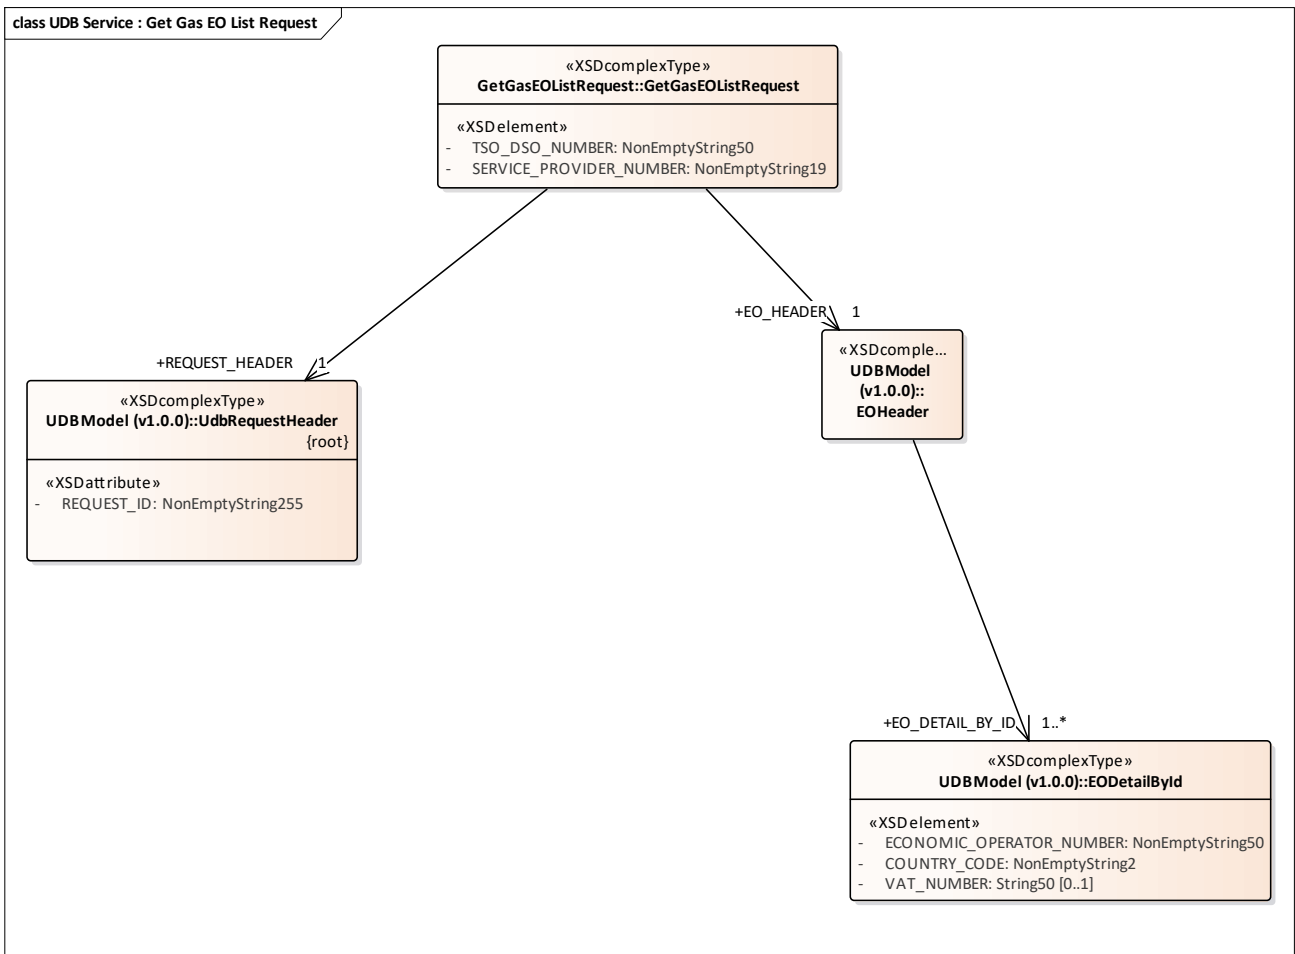 class UDB Service : Get Gas EO List Request
«XSDcomplexType»
GetGasEOListRequest::GetGasEOListRequest
«XSDelement»
- TSO_DSO_NUMBER: NonEmptyString50
- SERVICE_PROVIDER_NUMBER: NonEmptyString19
+EO_HEADER 1
«XSDcomple...
UDBModel
(v1.0.0)::
EOHeader
+REQUEST_HEADER 1
«XSDcomplexType»
UDBModel (v1.0.0)::UdbRequestHeader
{root}
«XSDattribute»
- REQUEST_ID: NonEmptyString255
+EO_DETAIL_BY_ID 1..*
«XSDcomplexType»
UDBModel (v1.0.0)::EODetailById
«XSDelement»
- ECONOMIC_OPERATOR_NUMBER: NonEmptyString50
- COUNTRY_CODE: NonEmptyString2
- VAT_NUMBER: String50 [0..1]